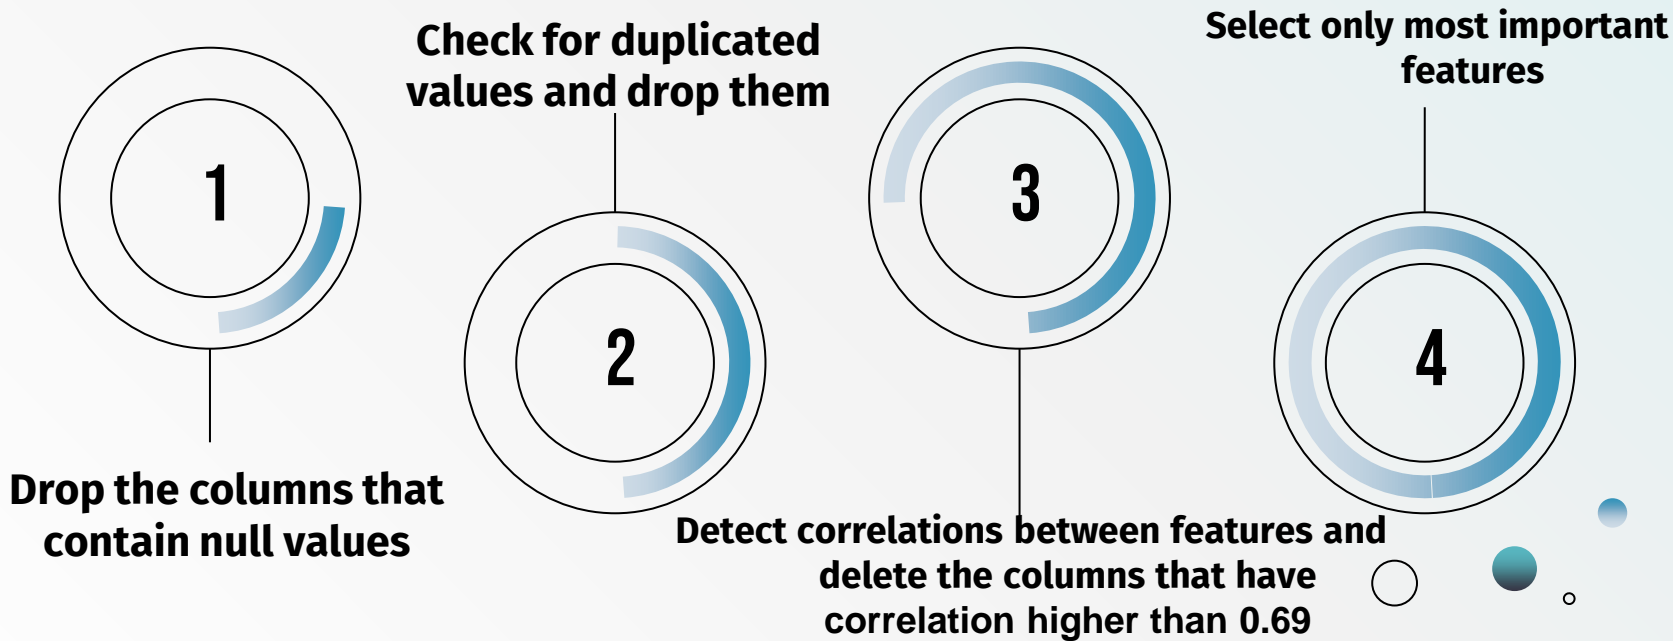 1
Drop the columns that
contain null values
Check for duplicated
values and drop them
2
3
Detect correlations between features and
delete the columns that have
correlation higher than 0.69
Select only most important
features
4